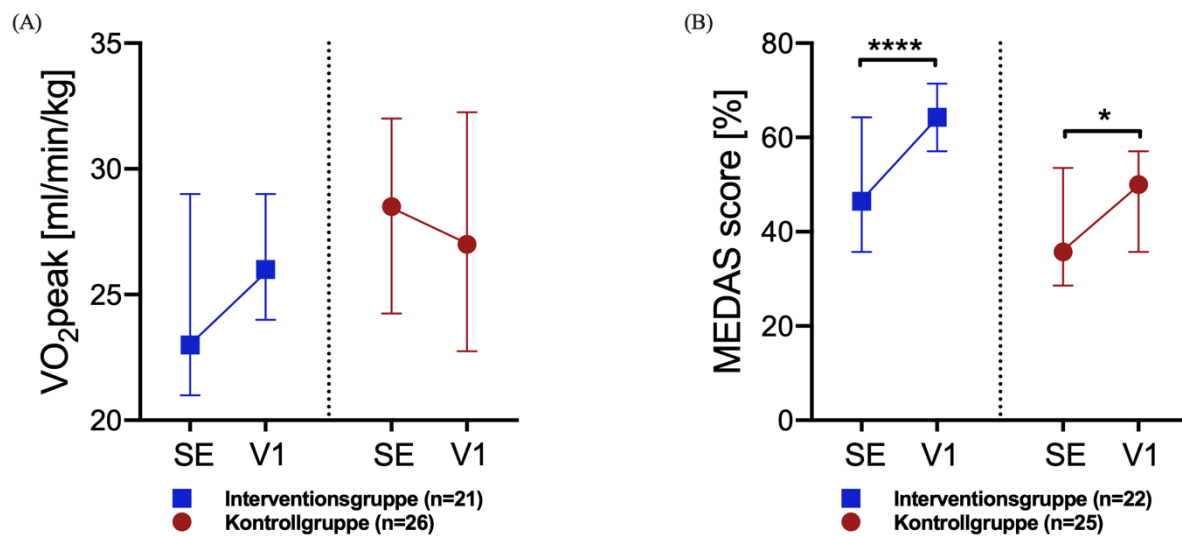 (A)
VO₂peak [ml/min/kg]
35
30
25
20
SE V1 SE V1
Interventionsgruppe (n=21)
Kontrollgruppe (n=26)
(B)
MEDAS score [%]
80
60
40
20
0
****
*
SE V1 SE V1
Interventionsgruppe (n=22)
Kontrollgruppe (n=25)